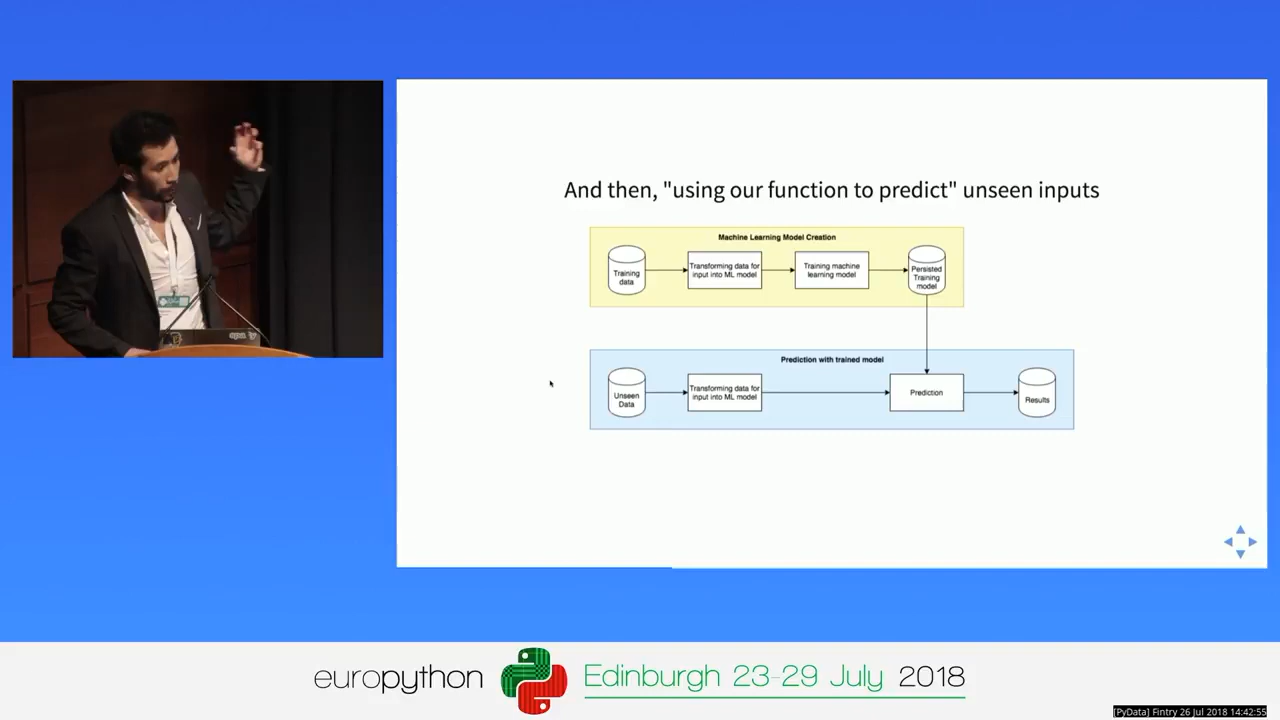 And then, "using our function to predict" unseen inputs
Machine Learning Model Creation
Training
data
Transforming data for
input into ML model
Training machine
learning model
Persisted
Training
model
Prediction with trained model
Unseen
Data
Transforming data for
input into ML model
Prediction
Results
europython
Edinburgh 23-29 July 2018
[PyData] Fintry 26 Jul 2018 14:42:55